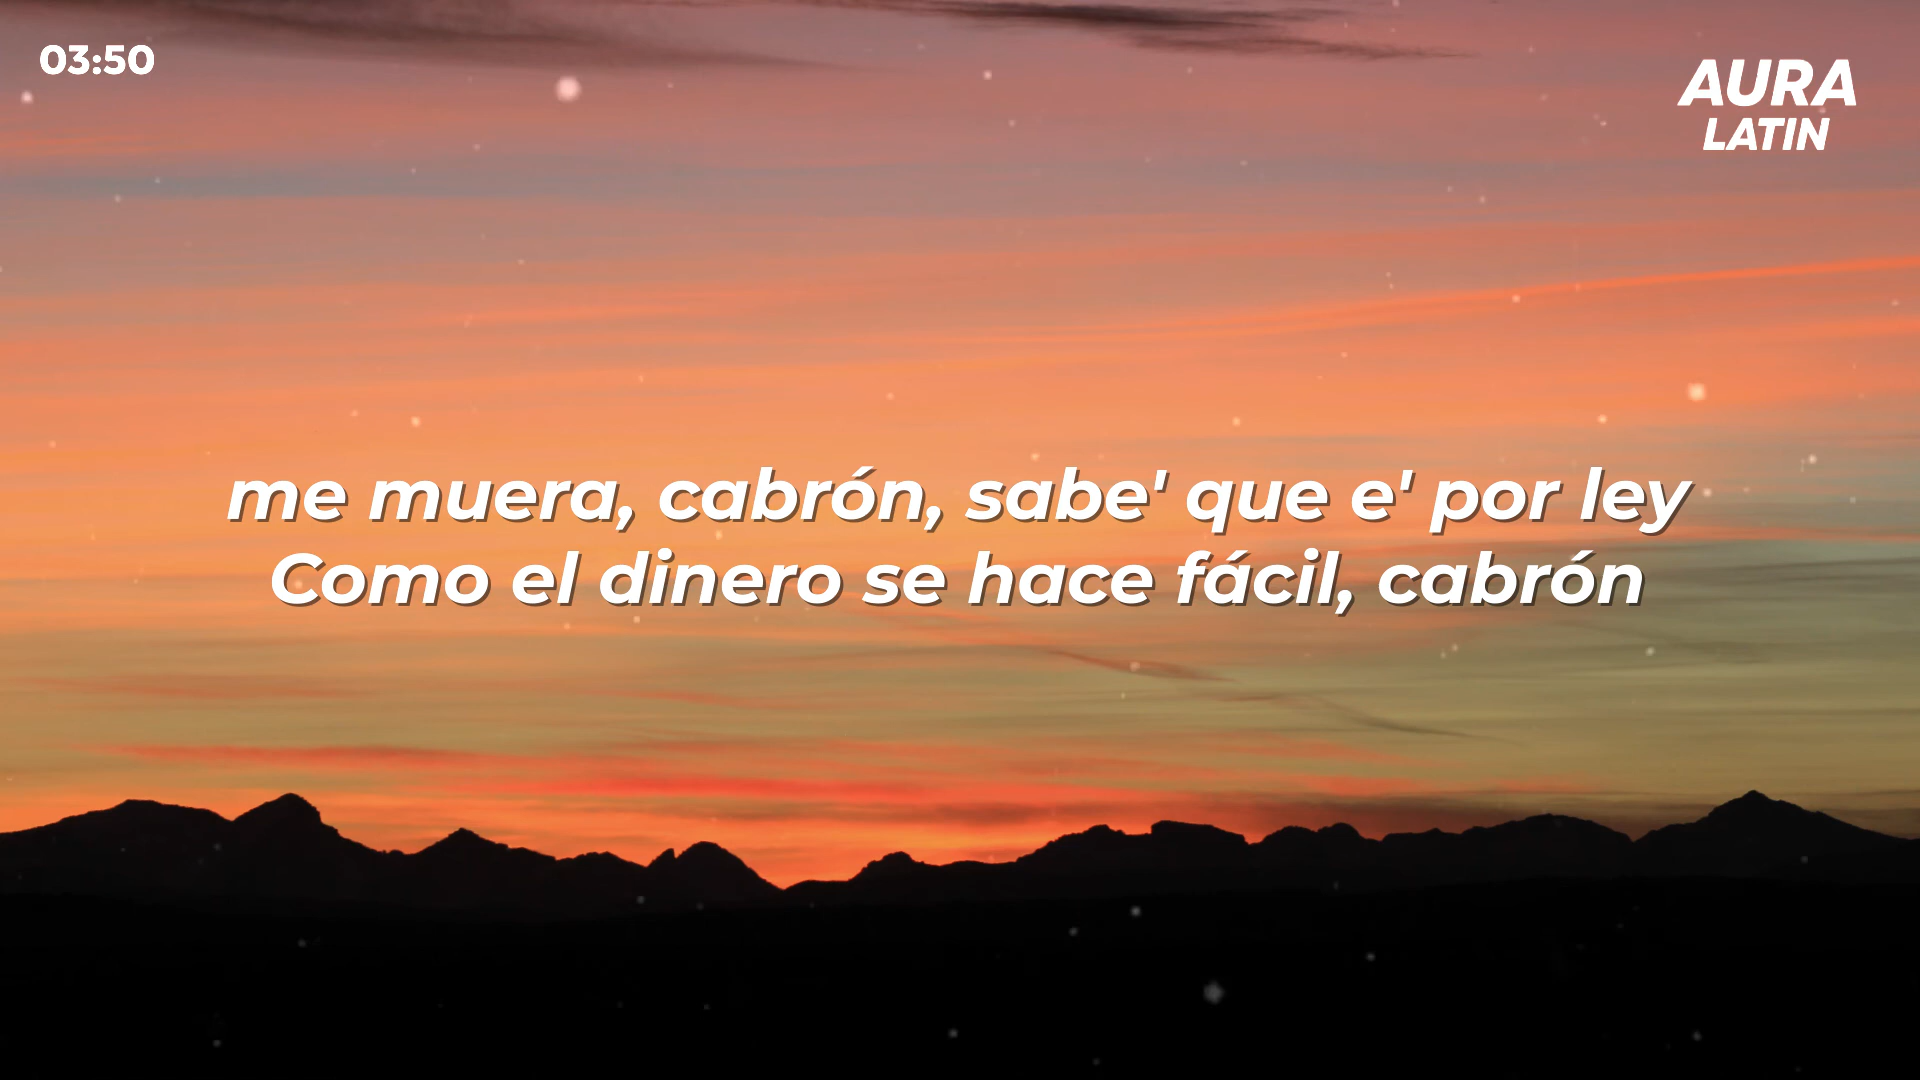 03:50
AURA
LATIN
me muera, cabrón, sabe' que e' por ley
Como el dinero se hace fácil, cabrón